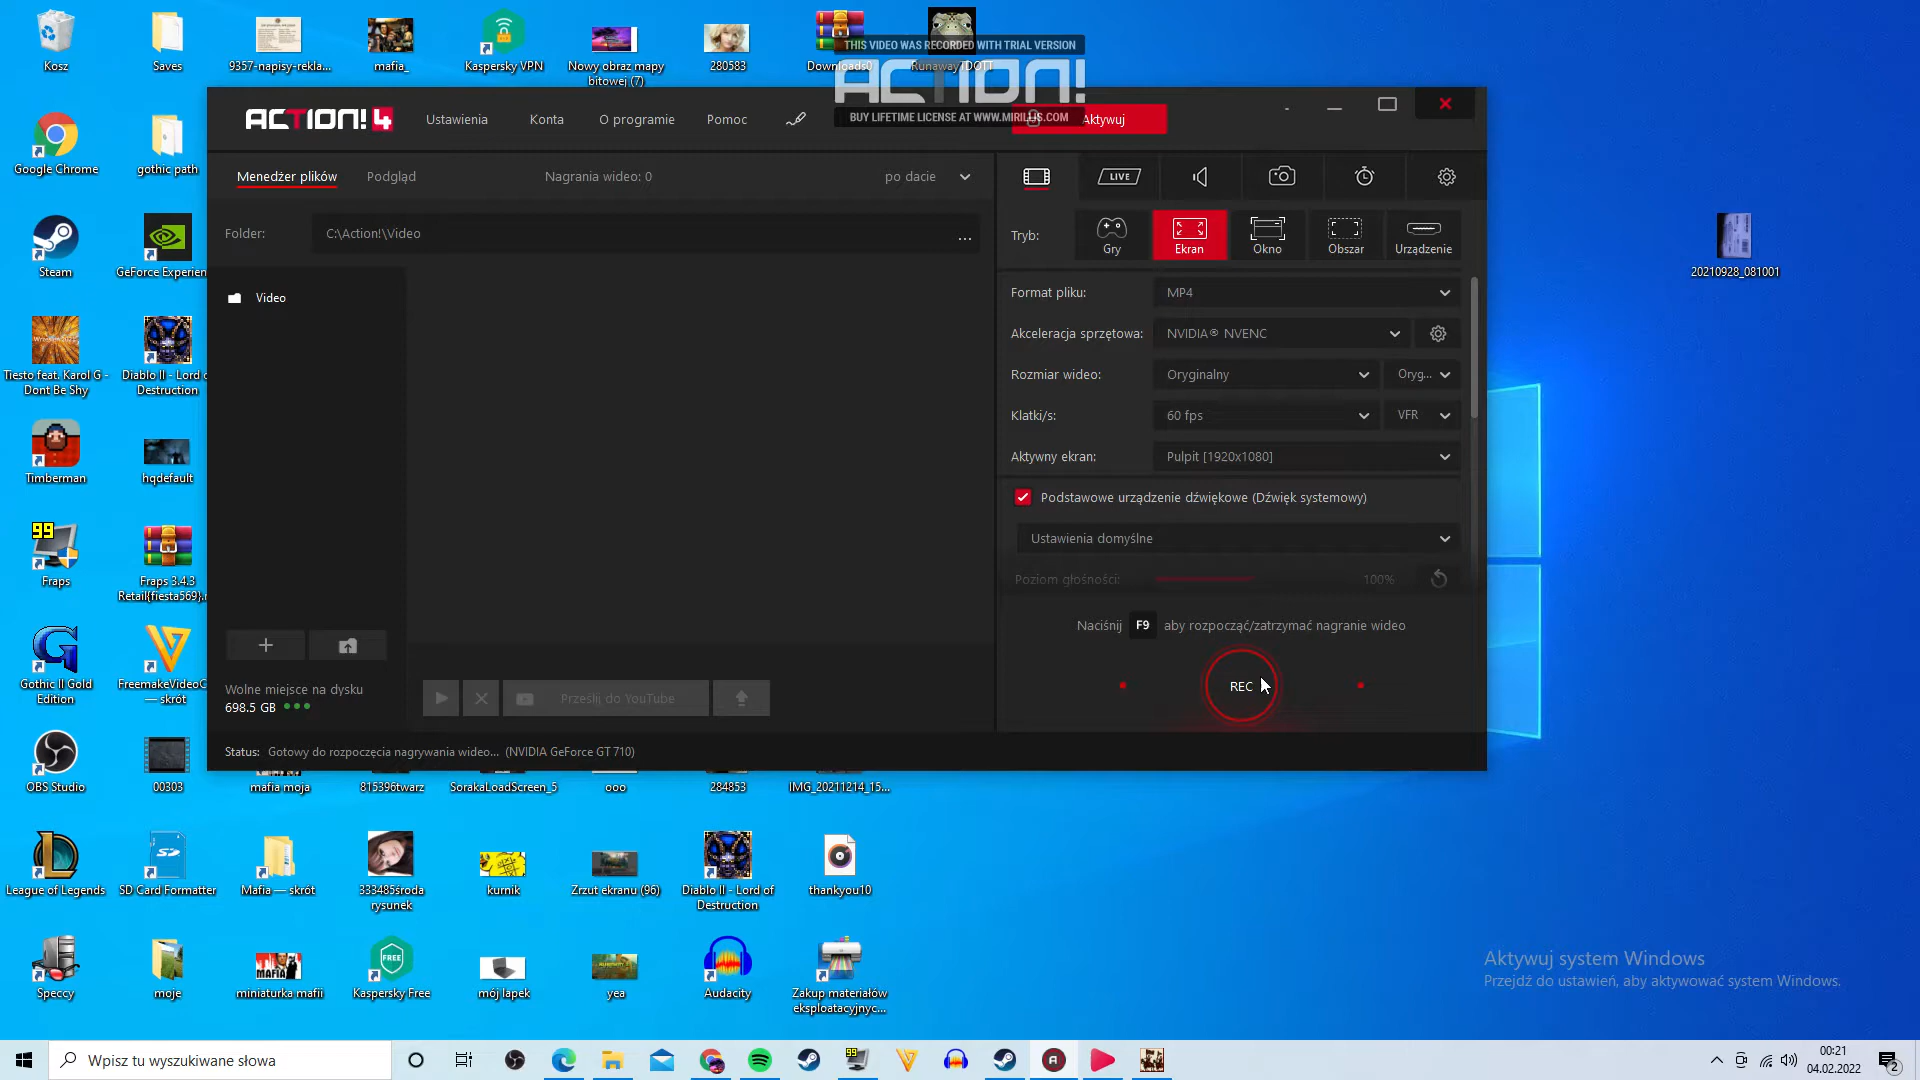 Kosz
Saves
9357-napisy-rekla...
mafia_
Kaspersky VPN
Nowy obraz mapy
bitowej (7)
280583
THIS VIDEO WAS RECORDED WITH TRIAL VERSION
ACTION!
BUY LIFETIME LICENSE AT WWW.MIRILLIS.COM
ACTION! 4
Ustawienia
Konta
O programie
Pomoc
Aktywuj
Google Chrome
gothic path
Menedżer plików
Podgląd
Nagrania wideo: 0
po dacie
LIVE
Folder:
C:\Action!\Video
...
Tryb:
Gry
Ekran
Okno
Obszar
Urządzenie
20210928_081001
Steam
GeForce Experien
Video
Format pliku:
MP4
Akceleracja sprzętowa:
NVIDIA® NVENC
Rozmiar wideo:
Oryginalny
Oryg...
Klatki/s:
60 fps
VFR
Aktywny ekran:
Pulpit [1920x1080]
Podstawowe urządzenie dźwiękowe (Dźwięk systemowy)
Ustawienia domyślne
Poziom głośności:
100%
Naciśnij F9 aby rozpocząć/zatrzymać nagranie wideo
REC
Tiesto feat. Karol G -
Dont Be Shy
Diablo II - Lord o
Destruction
Timberman
hqdefault
99
Fraps
Fraps 3.4.3
Retail{fiesta569}.r
Gothic II Gold
Edition
FreemakeVideoC
— skrót
Wolne miejsce na dysku
698.5 GB
Prześlij do YouTube
Status: Gotowy do rozpoczęcia nagrywania wideo... (NVIDIA GeForce GT 710)
OBS Studio
00303
mafia moja
815396twarz
SorakaLoadScreen_5
ooo
284853
IMG_20211214_15...
League of Legends
SD Card Formatter
Mafia — skrót
333485środa
rysunek
kurnik
Zrzut ekranu (96)
Diablo II - Lord of
Destruction
thankyou10
Speccy
moje
MAFIA
miniaturka mafii
FREE
Kaspersky Free
mój lapek
yea
Audacity
Zakup materiałów
eksploatacyjnyc...
Aktywuj system Windows
Przejdź do ustawień, aby aktywować system Windows.
Wpisz tu wyszukiwane słowa
99
00:21
04.02.2022
2